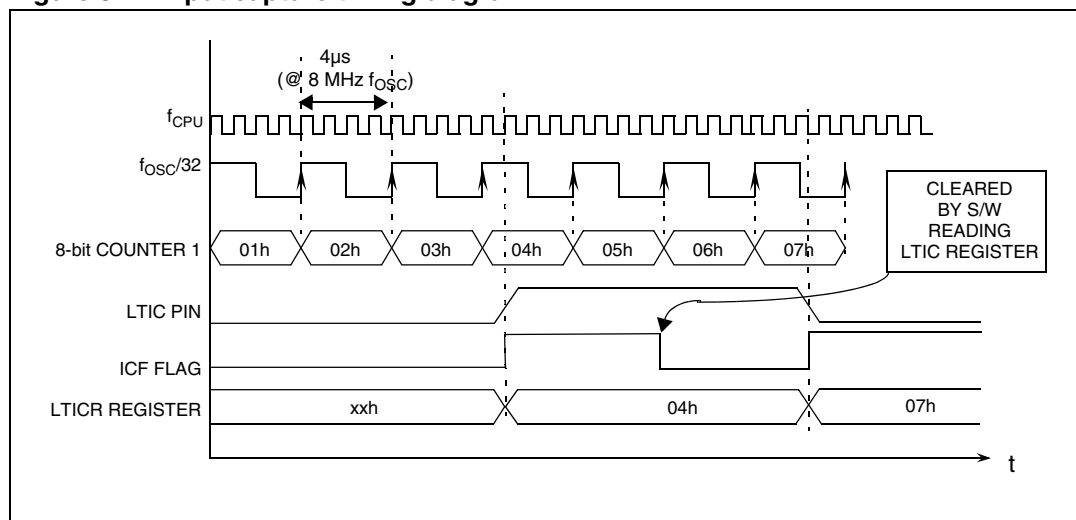 4µs
(@ 8 MHz fOSC)
fCPU
fOSC/32
CLEARED
BY S/W
READING
LTIC REGISTER
8-bit COUNTER 1
01h 02h 03h 04h 05h 06h 07h
LTIC PIN
ICF FLAG
LTICR REGISTER
xxh 04h 07h
t